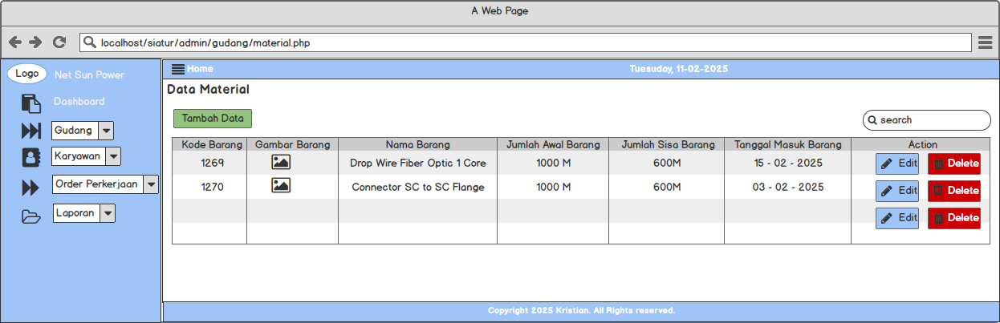 A Web Page
localhost/siatur/admin/gudang/material.php
Logo
Net Sun Power
Dashboard
Gudang
Karyawan
Order Perkerjaan
Laporan
Home Tuesuday, 11-02-2025
Data Material
Tambah Data search
Kode Barang Gambar Barang Nama Barang Jumlah Awal Barang Jumlah Sisa Barang Tanggal Masuk Barang Action
1269 Drop Wire Fiber Optic 1 Core 1000 M 600M 15 - 02 - 2025 Edit Delete
1270 Connector SC to SC Flange 1000 M 600M 03 - 02 - 2025 Edit Delete
Edit Delete
Copyright 2025 Kristian. All Rights reserved.